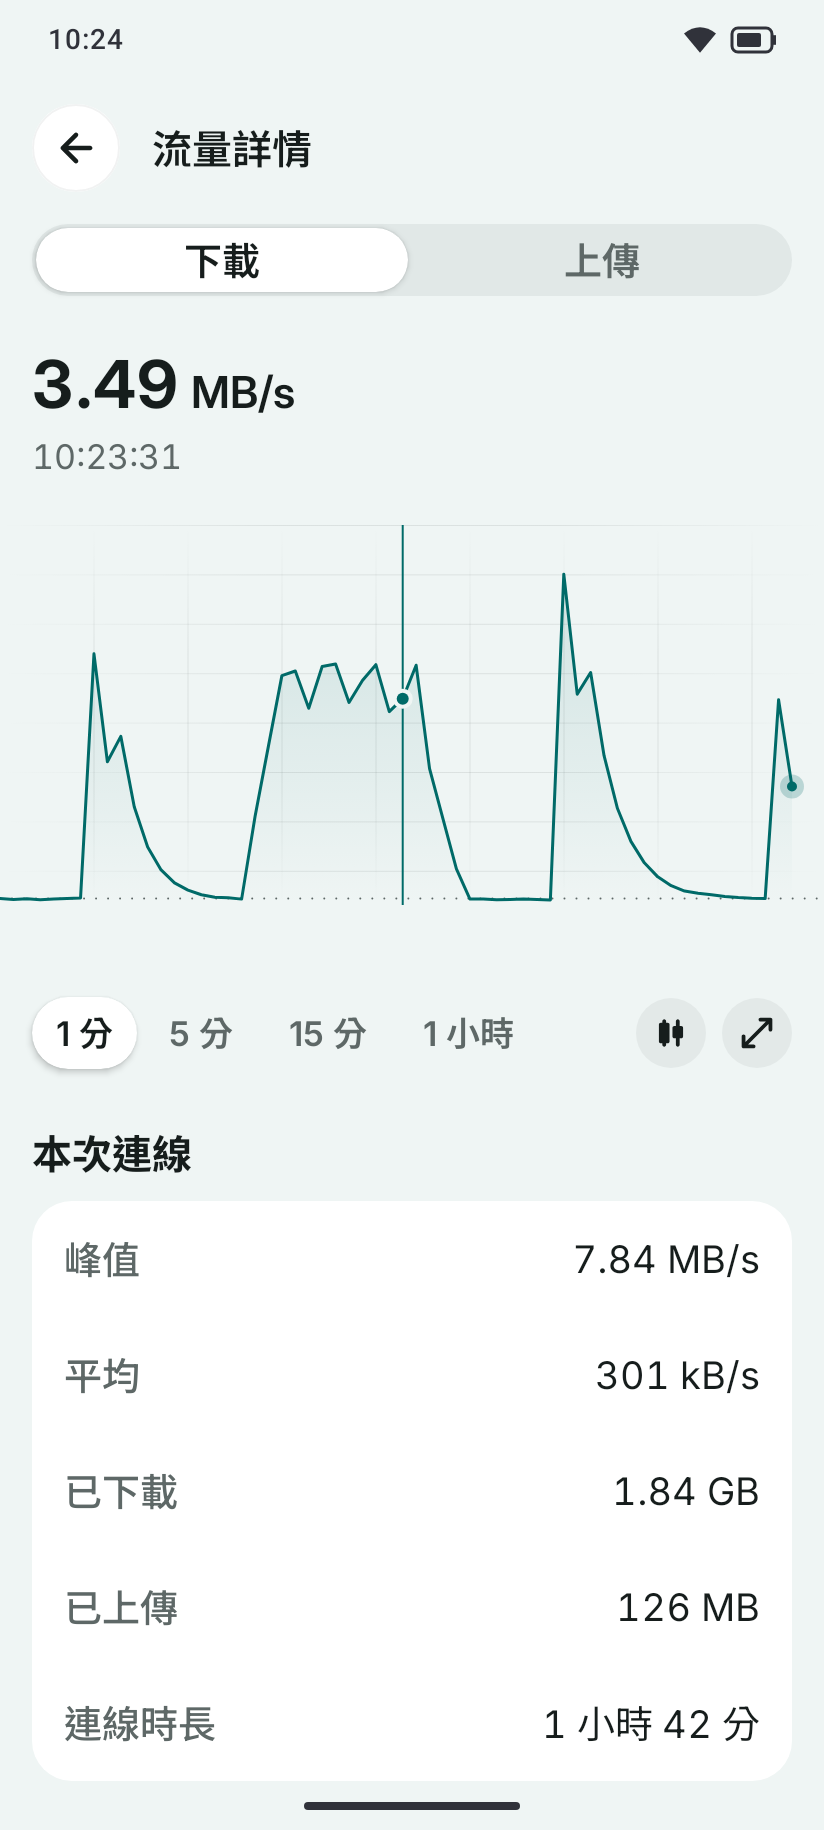 10:24
流量詳情
下載
上傳
3.49 MB/s
10:23:31
1 分
5 分
15 分
1 小時
本次連線
峰值
7.84 MB/s
平均
301 kB/s
已下載
1.84 GB
已上傳
126 MB
連線時長
1 小時 42 分